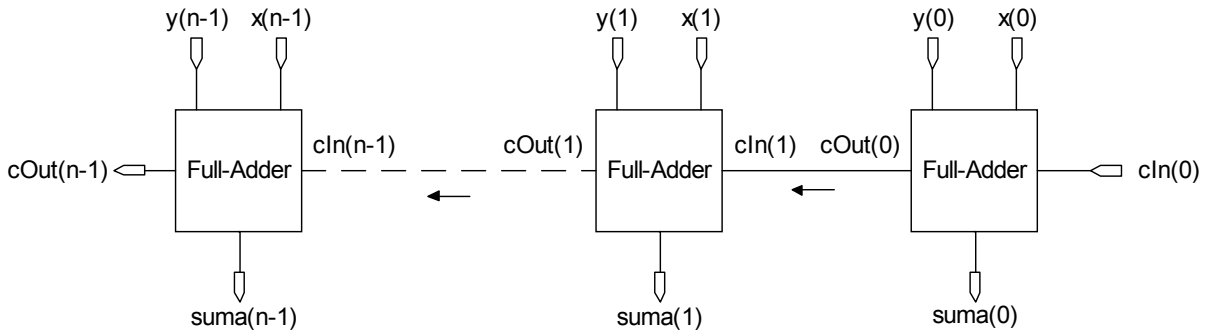 y(n-1) x(n-1) y(1) x(1) y(0) x(0)
cOut(n-1) Full-Adder cIn(n-1) cOut(1) Full-Adder cIn(1) cOut(0) Full-Adder cIn(0)
suma(n-1) suma(1) suma(0)